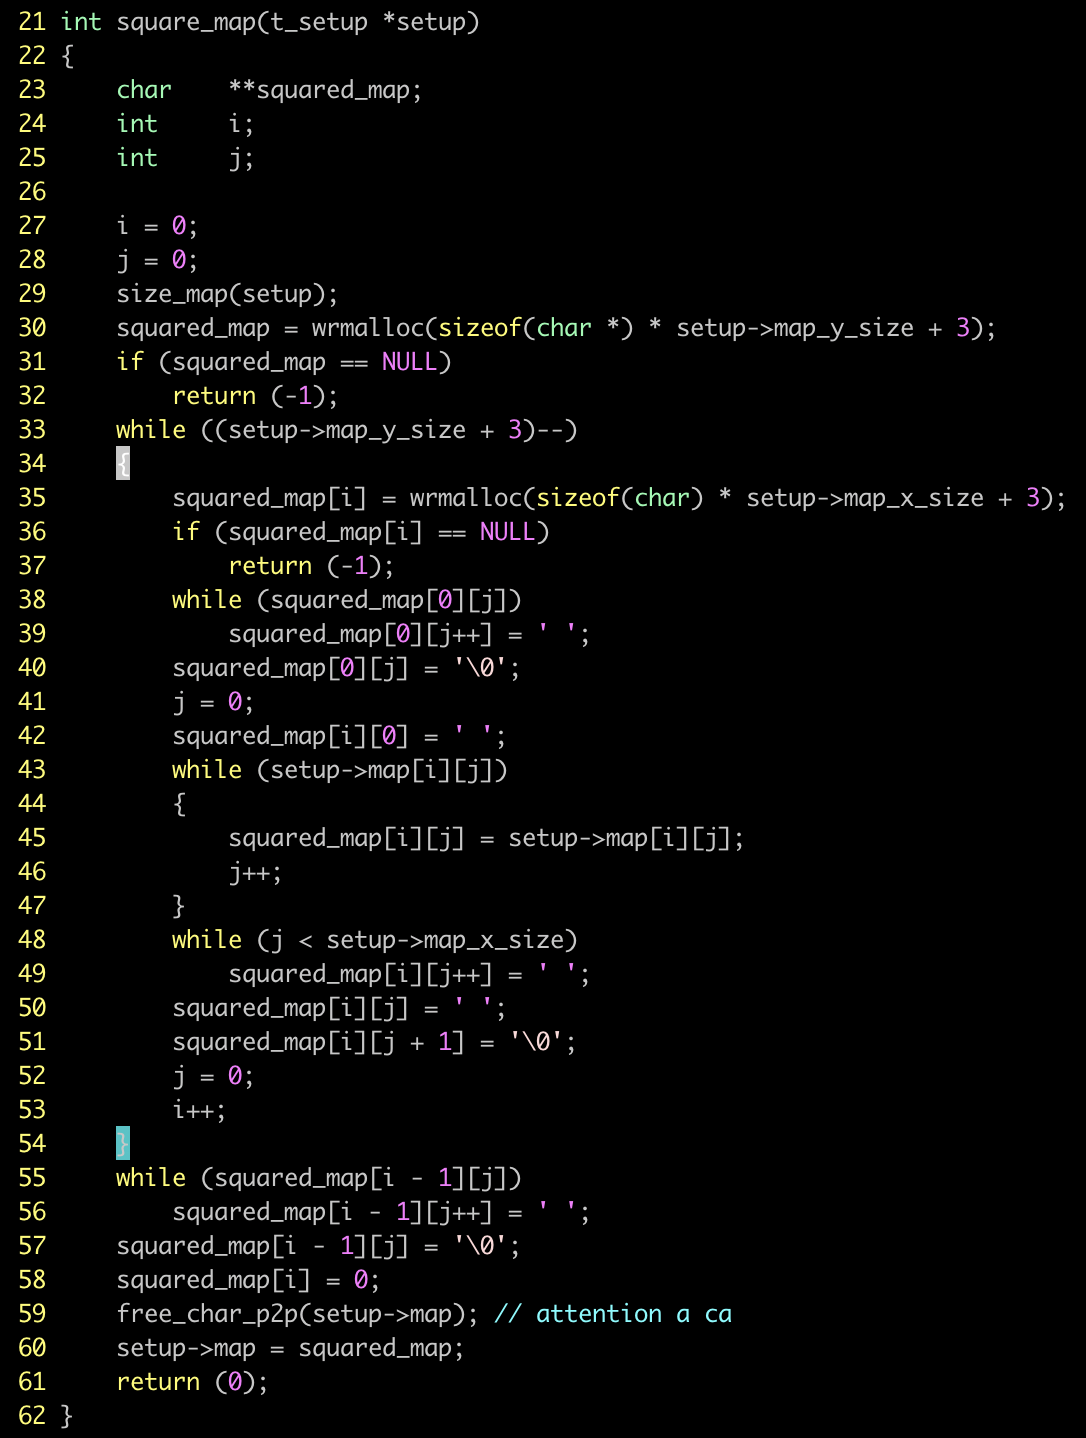 21 int square_map(t_setup *setup)
22 {
23     char    **squared_map;
24     int     i;
25     int     j;
26
27     i = 0;
28     j = 0;
29     size_map(setup);
30     squared_map = wrmalloc(sizeof(char *) * setup->map_y_size + 3);
31     if (squared_map == NULL)
32         return (-1);
33     while ((setup->map_y_size + 3)--)
34     {
35         squared_map[i] = wrmalloc(sizeof(char) * setup->map_x_size + 3);
36         if (squared_map[i] == NULL)
37             return (-1);
38         while (squared_map[0][j])
39             squared_map[0][j++] = ' ';
40         squared_map[0][j] = '\0';
41         j = 0;
42         squared_map[i][0] = ' ';
43         while (setup->map[i][j])
44         {
45             squared_map[i][j] = setup->map[i][j];
46             j++;
47         }
48         while (j < setup->map_x_size)
49             squared_map[i][j++] = ' ';
50         squared_map[i][j] = ' ';
51         squared_map[i][j + 1] = '\0';
52         j = 0;
53         i++;
54     }
55     while (squared_map[i - 1][j])
56         squared_map[i - 1][j++] = ' ';
57     squared_map[i - 1][j] = '\0';
58     squared_map[i] = 0;
59     free_char_p2p(setup->map); // attention a ca
60     setup->map = squared_map;
61     return (0);
62 }